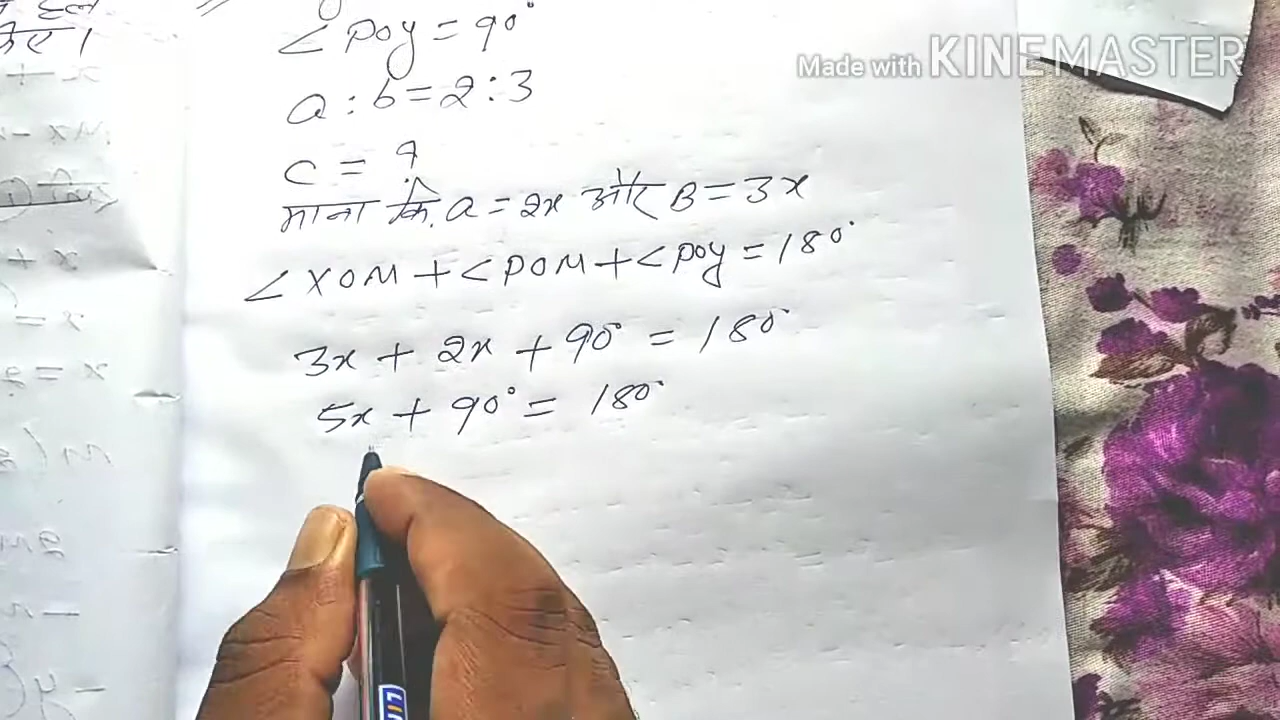 Made with KINEMASTER
∠POY = 90°
a : b = 2 : 3
c = ?
माना कि a = 2x और B = 3x
∠XOM + ∠POM + ∠POY = 180°
3x + 2x + 90° = 180°
5x + 90° = 180°